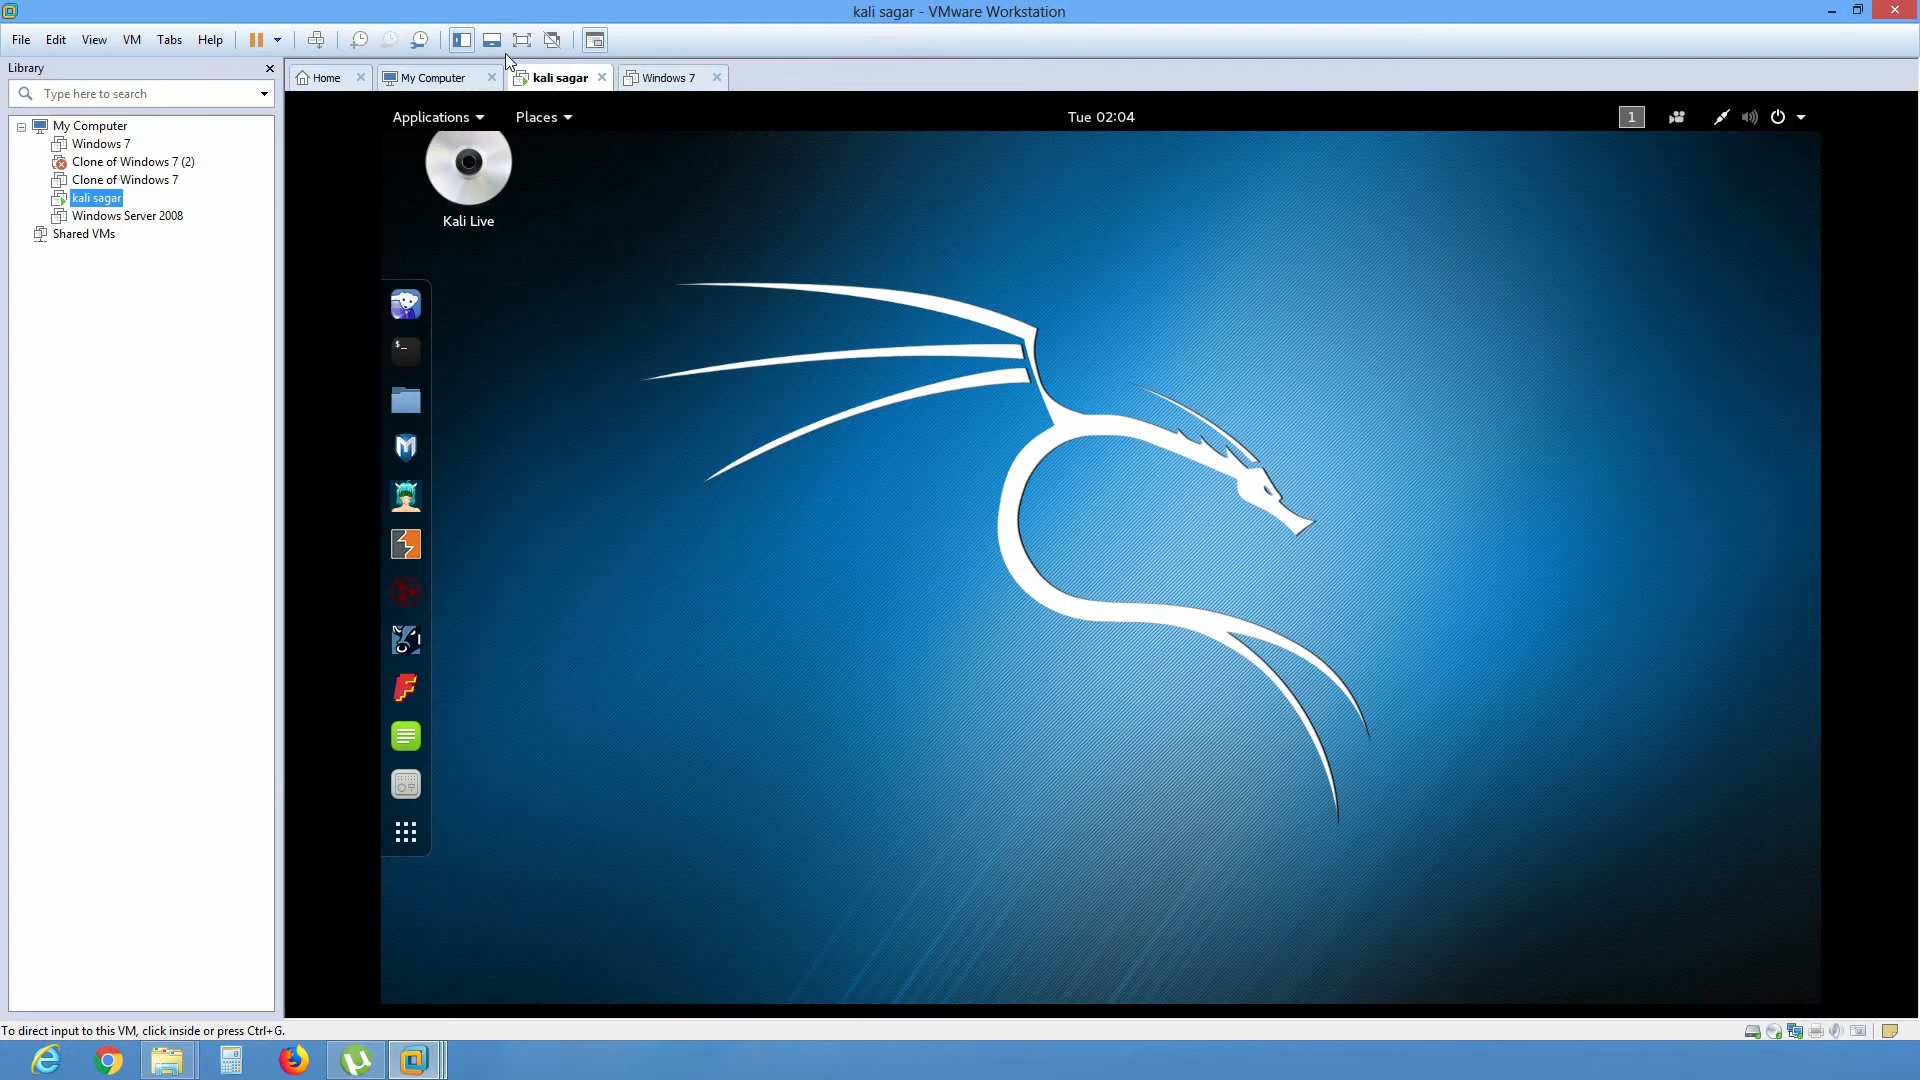 kali sagar - VMware Workstation
File Edit View VM Tabs Help
Library
Type here to search
Home My Computer kali sagar Windows 7
My Computer
Windows 7
Clone of Windows 7 (2)
Clone of Windows 7
kali sagar
Windows Server 2008
Shared VMs
Applications Places Tue 02:04 1
Kali Live
$_
To direct input to this VM, click inside or press Ctrl+G.